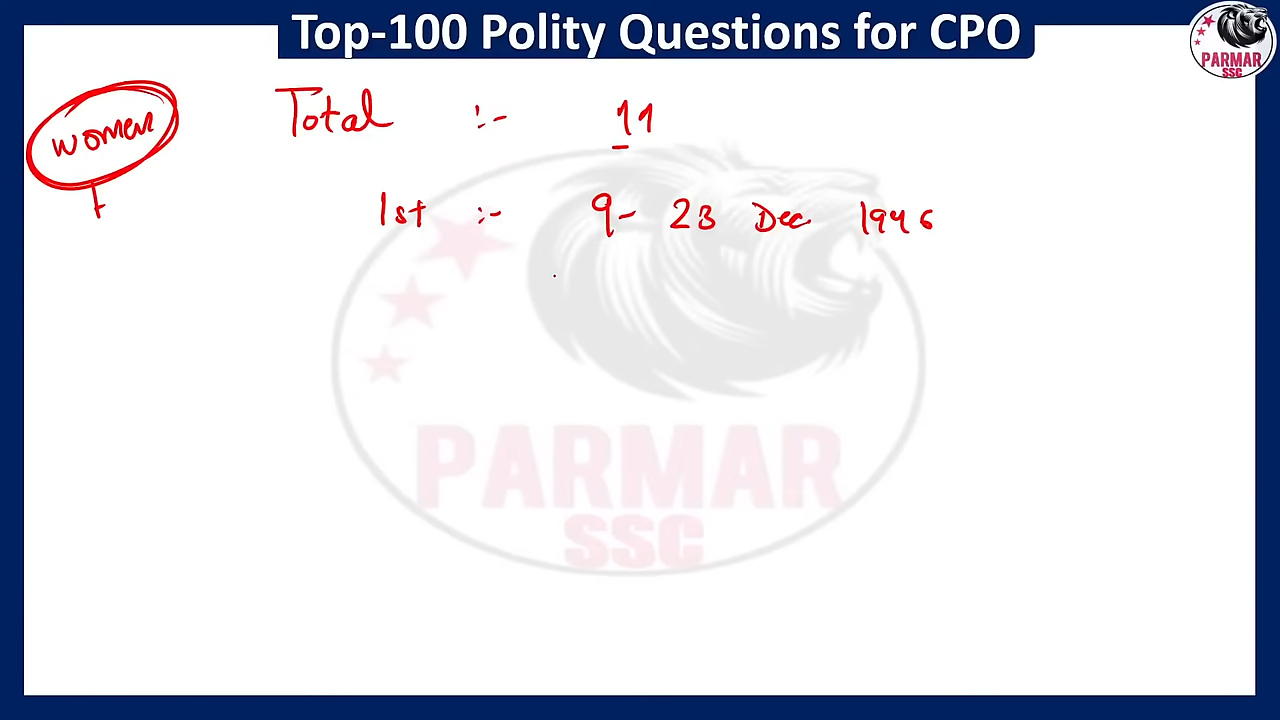 Top-100 Polity Questions for CPO
PARMAR
SSC
women
Total :- 11
1st :- 9- 23 Dec 1946
PARMAR
SSC